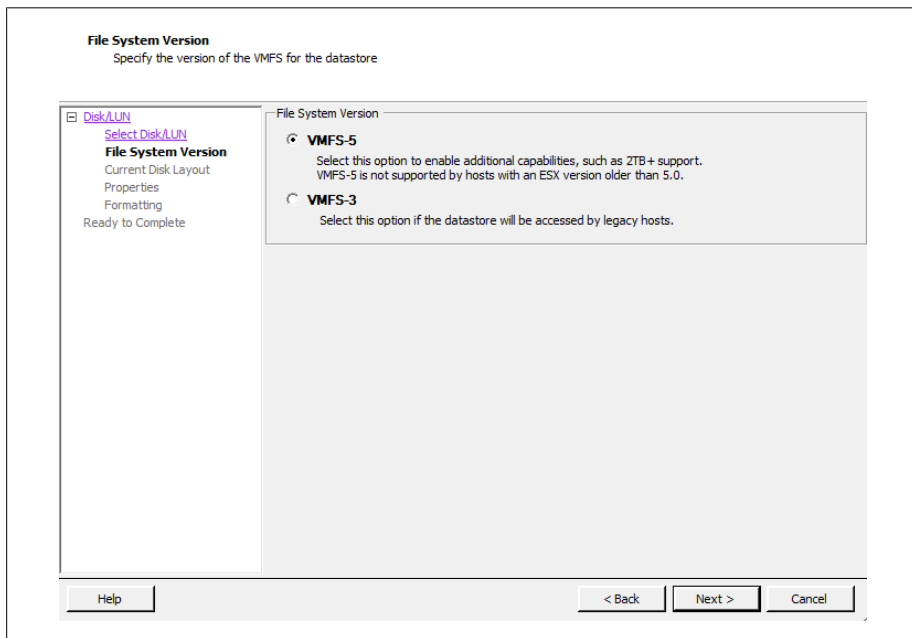 File System Version
Specify the version of the VMFS for the datastore
Disk/LUN
Select Disk/LUN
File System Version
Current Disk Layout
Properties
Formatting
Ready to Complete
File System Version
VMFS-5
Select this option to enable additional capabilities, such as 2TB+ support.
VMFS-5 is not supported by hosts with an ESX version older than 5.0.
VMFS-3
Select this option if the datastore will be accessed by legacy hosts.
Help
< Back
Next >
Cancel